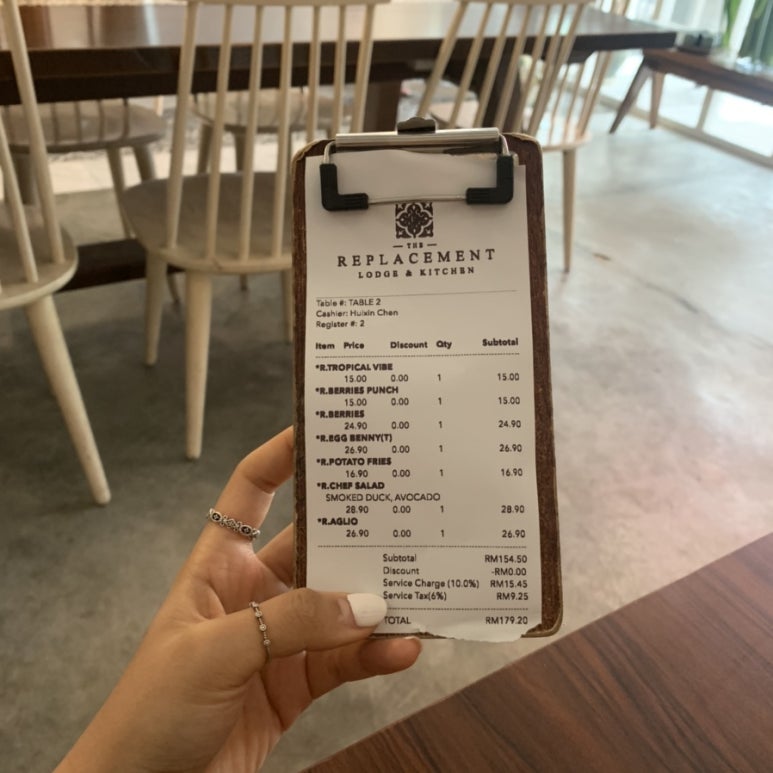 THE
REPLACEMENT
LODGE & KITCHEN
Table #: TABLE 2
Cashier: Huixin Chen
Register #: 2
Item Price Discount Qty Subtotal
*R.TROPICAL VIBE
15.00 0.00 1 15.00
*R.BERRIES PUNCH
15.00 0.00 1 15.00
*R.BERRIES
24.90 0.00 1 24.90
*R.EGG BENNY(T)
26.90 0.00 1 26.90
*R.POTATO FRIES
16.90 0.00 1 16.90
*R.CHEF SALAD
SMOKED DUCK, AVOCADO
28.90 0.00 1 28.90
*R.AGLIO
26.90 0.00 1 26.90
Subtotal RM154.50
Discount -RM0.00
Service Charge (10.0%) RM15.45
Service Tax(6%) RM9.25
TOTAL RM179.20